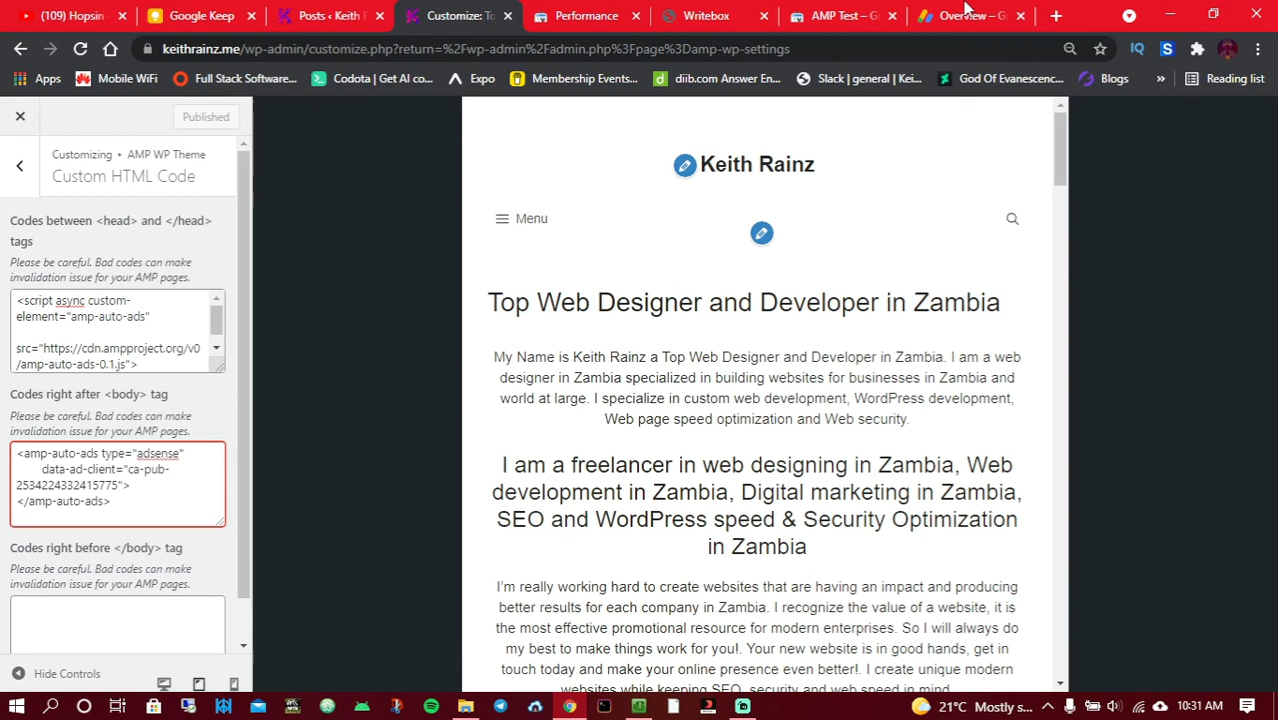 (109) Hopsin -
Google Keep
Posts ‹ Keith R
Customize: To
Performance
Writebox
AMP Test – G
Overview – G
keithrainz.me/wp-admin/customize.php?return=%2Fwp-admin%2Fadmin.php%3Fpage%3Damp-wp-settings
Apps
Mobile WiFi
Full Stack Software...
Codota | Get AI co...
Expo
Membership Events...
diib.com Answer En...
Slack | general | Kei...
God Of Evanescenc...
Blogs
»
Reading list
Published
Customizing ▸ AMP WP Theme
Custom HTML Code
Codes between <head> and </head>
tags
Please be careful. Bad codes can make
invalidation issue for your AMP pages.
<script async custom-
element="amp-auto-ads"
src="https://cdn.ampproject.org/v0
/amp-auto-ads-0.1.js">
Codes right after <body> tag
Please be careful. Bad codes can make
invalidation issue for your AMP pages.
<amp-auto-ads type="adsense"
data-ad-client="ca-pub-
2534224332415775">
</amp-auto-ads>
Codes right before </body> tag
Please be careful. Bad codes can make
invalidation issue for your AMP pages.
Hide Controls
Keith Rainz
Menu
Top Web Designer and Developer in Zambia
My Name is Keith Rainz a Top Web Designer and Developer in Zambia. I am a web
designer in Zambia specialized in building websites for businesses in Zambia and
world at large. I specialize in custom web development, WordPress development,
Web page speed optimization and Web security.
I am a freelancer in web designing in Zambia, Web
development in Zambia, Digital marketing in Zambia,
SEO and WordPress speed & Security Optimization
in Zambia
I'm really working hard to create websites that are having an impact and producing
better results for each company in Zambia. I recognize the value of a website, it is
the most effective promotional resource for modern enterprises. So I will always do
my best to make things work for you!. Your new website is in good hands, get in
touch today and make your online presence even better!. I create unique modern
websites while keeping SEO, security and web speed in mind.
21°C Mostly s...
10:31 AM